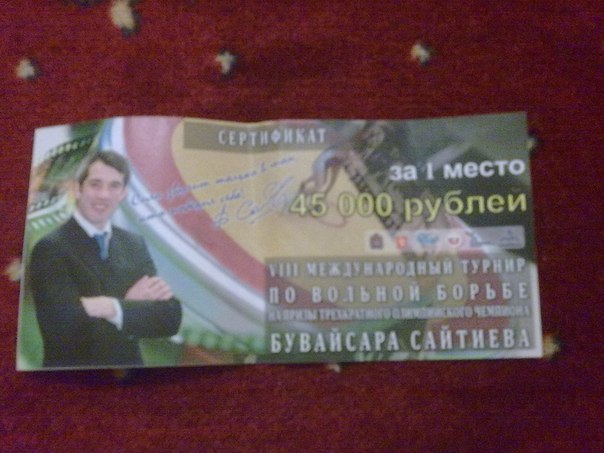 СЕРТИФИКАТ
за I место
45 000 рублей
VIII МЕЖДУНАРОДНЫЙ ТУРНИР
ПО ВОЛЬНОЙ БОРЬБЕ
НА ПРИЗЫ ТРЕХКРАТНОГО ОЛИМПИЙСКОГО ЧЕМПИОНА
БУВАЙСАРА САЙТИЕВА